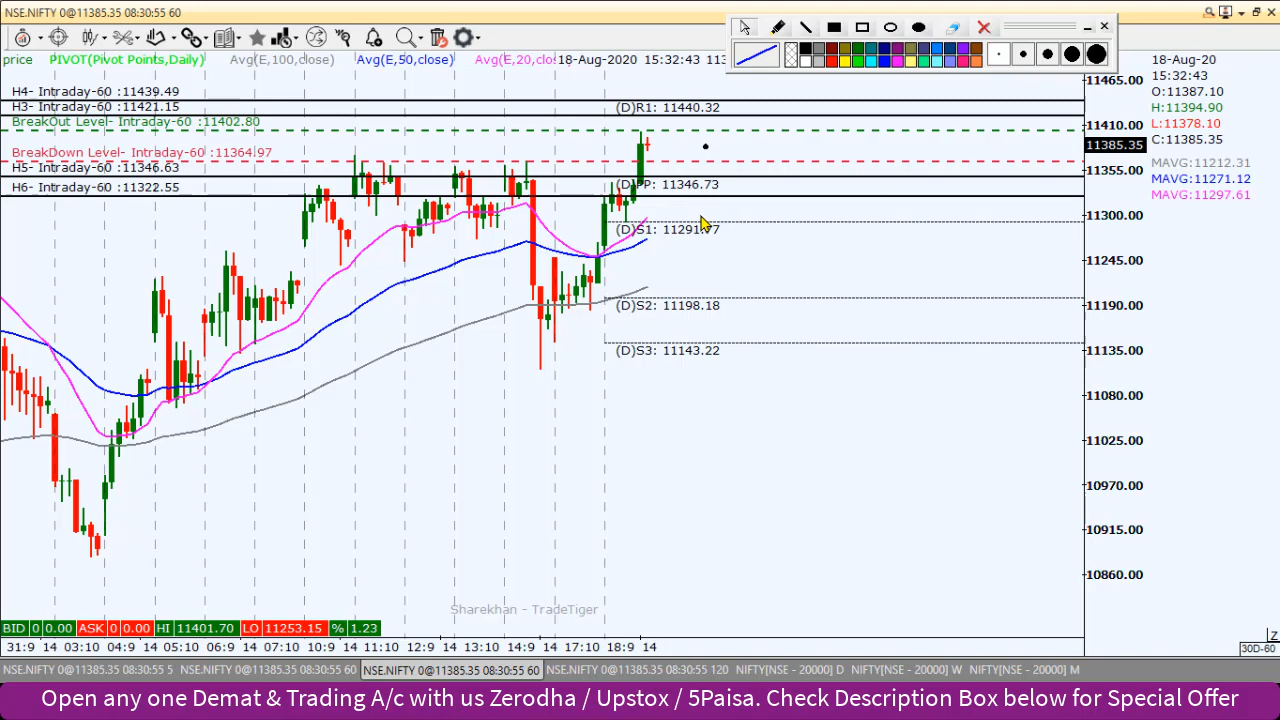 NSE.NIFTY 0@11385.35 08:30:55 60
price PIVOT(Pivot Points,Daily) Avg(E,100,close) Avg(E,50,close) Avg(E,20,clo 18-Aug-2020 15:32:43 113
18-Aug-20
15:32:43
O:11387.10
H:11394.90
L:11378.10
C:11385.35
MAVG:11212.31
MAVG:11271.12
MAVG:11297.61
H4- Intraday-60 :11439.49
H3- Intraday-60 :11421.15
BreakOut Level- Intraday-60 :11402.80
BreakDown Level- Intraday-60 :11364.97
H5- Intraday-60 :11346.63
H6- Intraday-60 :11322.55
(D)R1: 11440.32
(D)PP: 11346.73
(D)S1: 11291.77
(D)S2: 11198.18
(D)S3: 11143.22
11465.00
11410.00
11385.35
11355.00
11300.00
11245.00
11190.00
11135.00
11080.00
11025.00
10970.00
10915.00
10860.00
Sharekhan - TradeTiger
BID 0 0.00 ASK 0 0.00 HI 11401.70 LO 11253.15 % 1.23
31:9 14 03:10 14 04:9 14 05:10 14 06:9 14 07:10 14 10:9 14 11:10 14 12:9 14 13:10 14 14:9 14 17:10 14 18:9 14
Z
30D-60
NSE.NIFTY 0@11385.35 08:30:55 5 NSE.NIFTY 0@11385.35 08:30:55 60 NSE.NIFTY 0@11385.35 08:30:55 60 NSE.NIFTY 0@11385.35 08:30:55 120 NIFTY[NSE - 20000] D NIFTY[NSE - 20000] W NIFTY[NSE - 20000] M
Open any one Demat & Trading A/c with us Zerodha / Upstox / 5Paisa. Check Description Box below for Special Offer